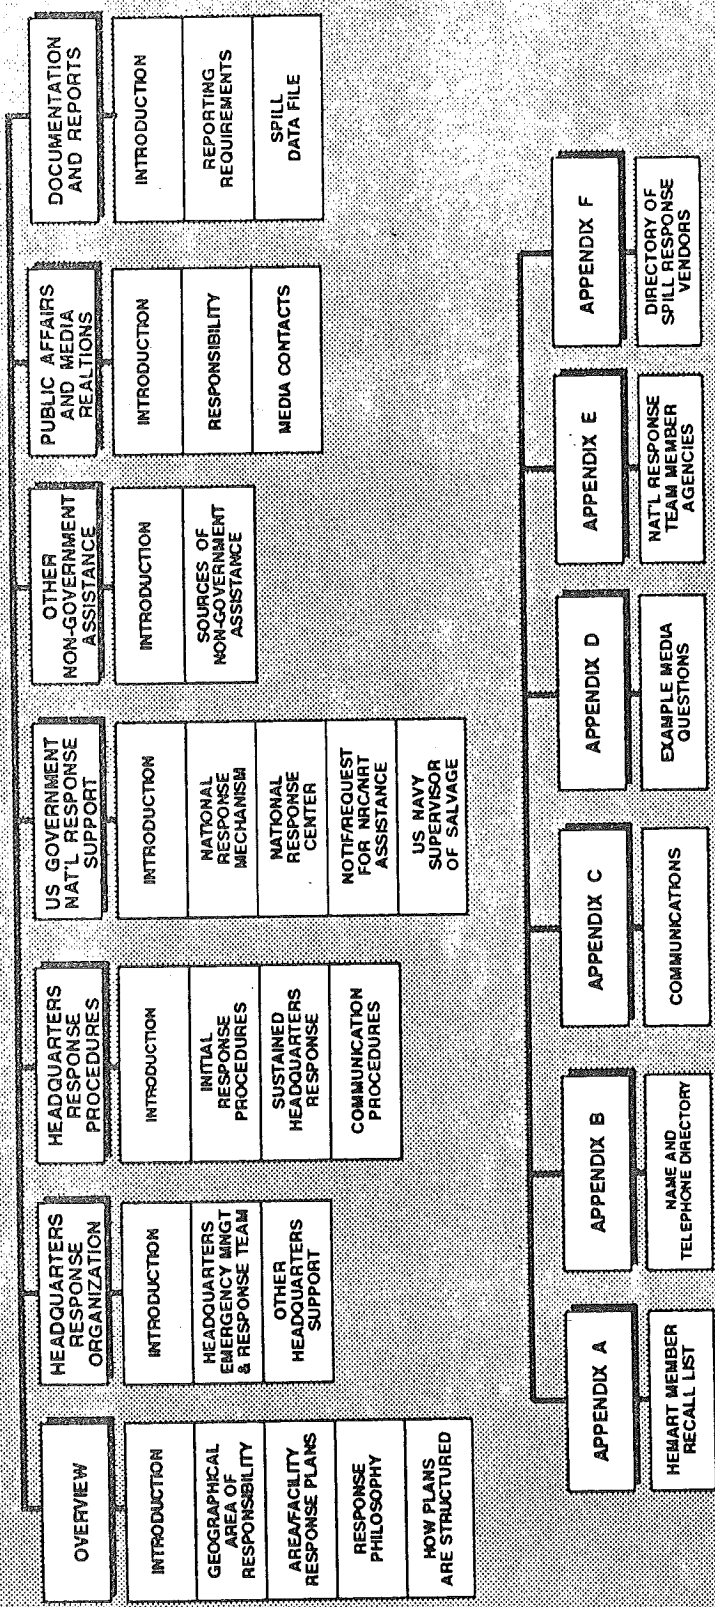 OVERVIEW
INTRODUCTION
GEOGRAPHICAL
AREA OF
RESPONSIBILITY
AREA/FACILITY
RESPONSE PLANS
RESPONSE
PHILOSOPHY
HOW PLANS
ARE STRUCTURED
HEADQUARTERS
RESPONSE
ORGANIZATION
INTRODUCTION
HEADQUARTERS
EMERGENCY MNGT
& RESPONSE TEAM
OTHER
HEADQUARTERS
SUPPORT
HEADQUARTERS
RESPONSE
PROCEDURES
INTRODUCTION
INITIAL
RESPONSE
PROCEDURES
SUSTAINED
HEADQUARTERS
RESPONSE
COMMUNICATION
PROCEDURES
US GOVERNMENT
NAT'L RESPONSE
SUPPORT
INTRODUCTION
NATIONAL
RESPONSE
MECHANISM
NATIONAL
RESPONSE
CENTER
NOTIF/REQUEST
FOR NRC/NRT
ASSISTANCE
US NAVY
SUPERVISOR
OF SALVAGE
OTHER
NON-GOVERNMENT
ASSISTANCE
INTRODUCTION
SOURCES OF
NON-GOVERNMENT
ASSISTANCE
PUBLIC AFFAIRS
AND MEDIA
REALTIONS
INTRODUCTION
RESPONSIBILITY
MEDIA CONTACTS
DOCUMENTATION
AND REPORTS
INTRODUCTION
REPORTING
REQUIREMENTS
SPILL
DATA FILE
APPENDIX A
HEMART MEMBER
RECALL LIST
APPENDIX B
NAME AND
TELEPHONE DIRECTORY
APPENDIX C
COMMUNICATIONS
APPENDIX D
EXAMPLE MEDIA
QUESTIONS
APPENDIX E
NAT'L RESPONSE
TEAM MEMBER
AGENCIES
APPENDIX F
DIRECTORY OF
SPILL RESPONSE
VENDORS